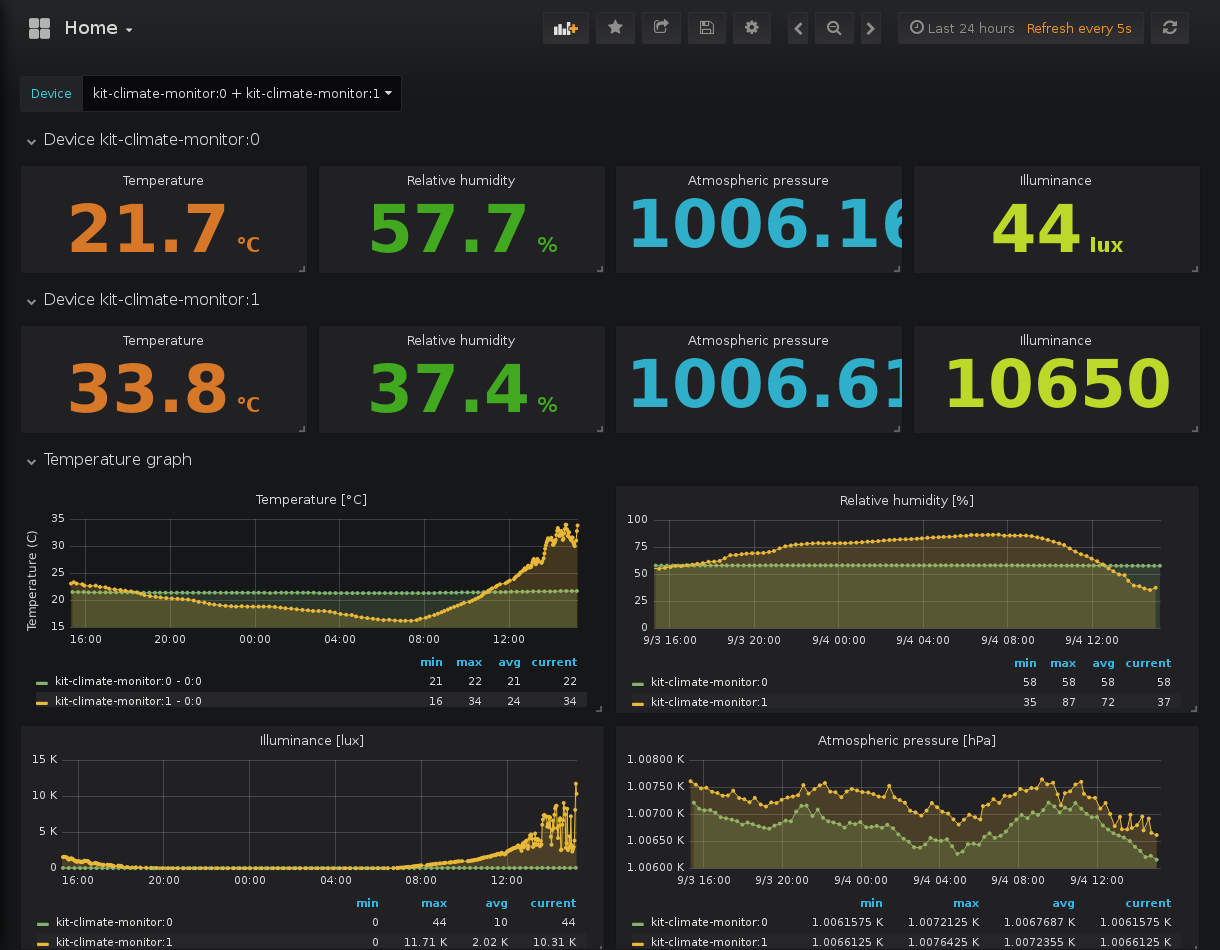 Home
Last 24 hours Refresh every 5s
Device kit-climate-monitor:0 + kit-climate-monitor:1
Device kit-climate-monitor:0
Temperature
21.7 °C
Relative humidity
57.7 %
Atmospheric pressure
1006.16
Illuminance
44 lux
Device kit-climate-monitor:1
Temperature
33.8 °C
Relative humidity
37.4 %
Atmospheric pressure
1006.61
Illuminance
10650
Temperature graph
Temperature [°C]
Temperature (C)
35
30
25
20
15
16:00 20:00 00:00 04:00 08:00 12:00
min max avg current
kit-climate-monitor:0 - 0:0 21 22 21 22
kit-climate-monitor:1 - 0:0 16 34 24 34
Relative humidity [%]
100
75
50
25
0
9/3 16:00 9/3 20:00 9/4 00:00 9/4 04:00 9/4 08:00 9/4 12:00
min max avg current
kit-climate-monitor:0 58 58 58 58
kit-climate-monitor:1 35 87 72 37
Illuminance [lux]
15 K
10 K
5 K
0
16:00 20:00 00:00 04:00 08:00 12:00
min max avg current
kit-climate-monitor:0 0 44 10 44
kit-climate-monitor:1 0 11.71 K 2.02 K 10.31 K
Atmospheric pressure [hPa]
1.00800 K
1.00750 K
1.00700 K
1.00650 K
1.00600 K
9/3 16:00 9/3 20:00 9/4 00:00 9/4 04:00 9/4 08:00 9/4 12:00
min max avg current
kit-climate-monitor:0 1.0061575 K 1.0072125 K 1.0067687 K 1.0061575 K
kit-climate-monitor:1 1.0066125 K 1.0076425 K 1.0072355 K 1.0066125 K